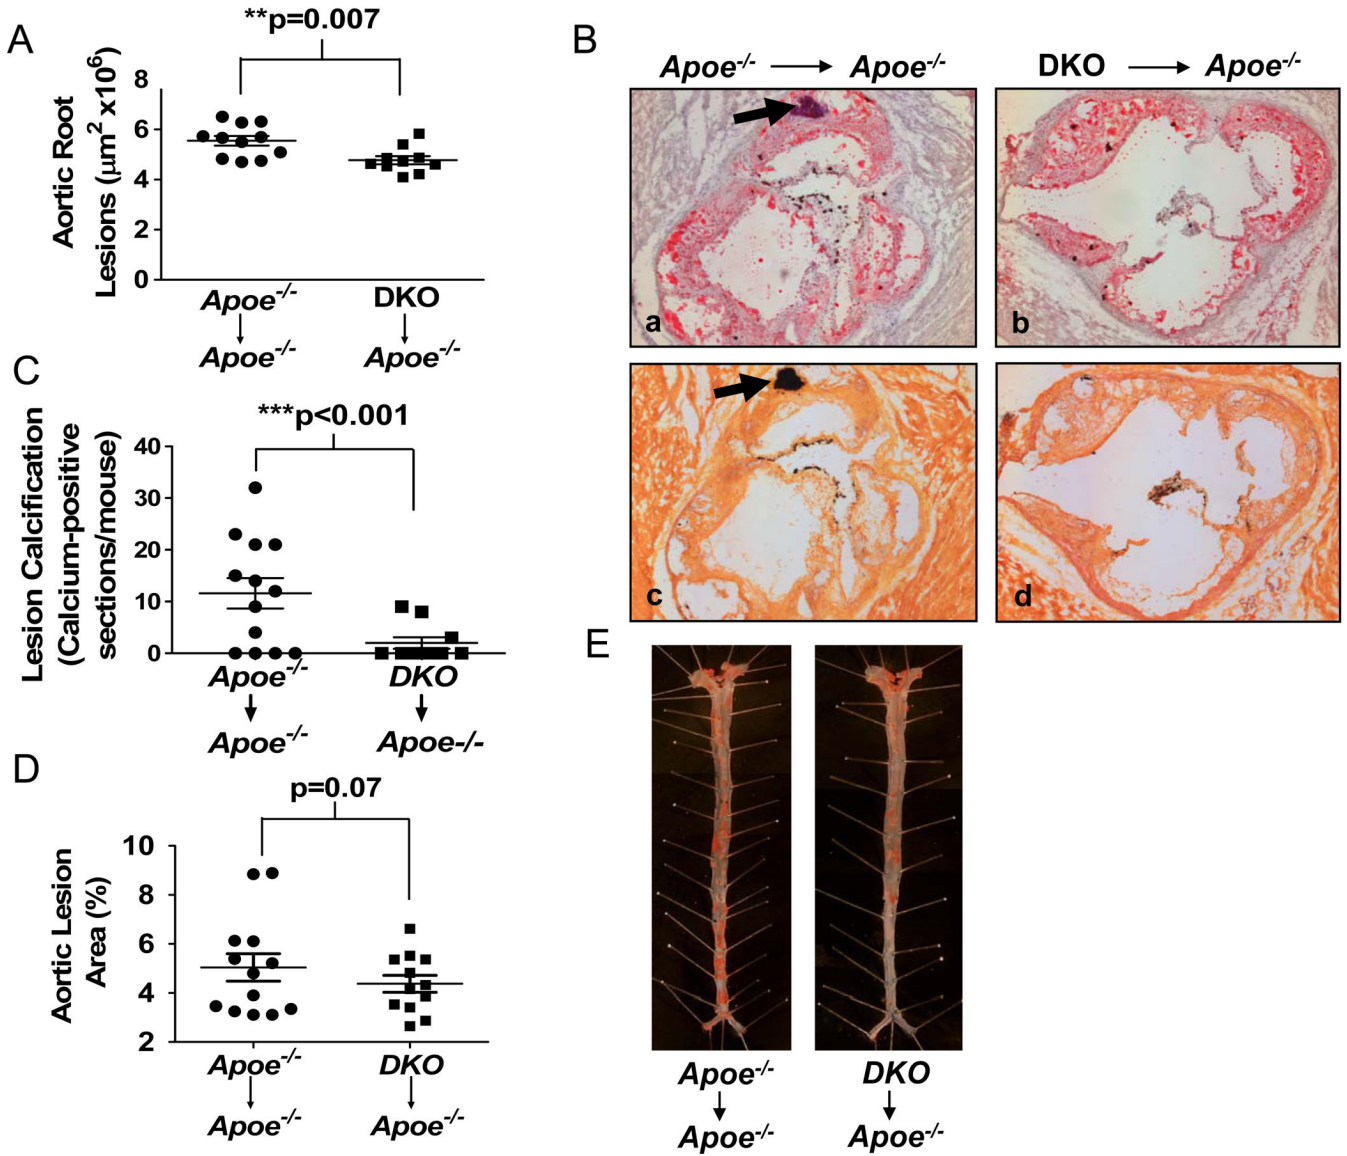 A
**p=0.007
Aortic Root
Lesions (μm² x10⁶)
8
6
4
2
0
Apoe⁻/⁻
DKO
Apoe⁻/⁻
Apoe⁻/⁻
B
Apoe⁻/⁻ → Apoe⁻/⁻
DKO → Apoe⁻/⁻
a
b
c
d
C
***p<0.001
Lesion Calcification
(Calcium-positive
sections/mouse)
40
30
20
10
0
Apoe⁻/⁻
DKO
Apoe⁻/⁻
Apoe-/-
D
p=0.07
Aortic Lesion
Area (%)
10
8
6
4
2
Apoe⁻/⁻
DKO
Apoe⁻/⁻
Apoe⁻/⁻
E
Apoe⁻/⁻
DKO
Apoe⁻/⁻
Apoe⁻/⁻